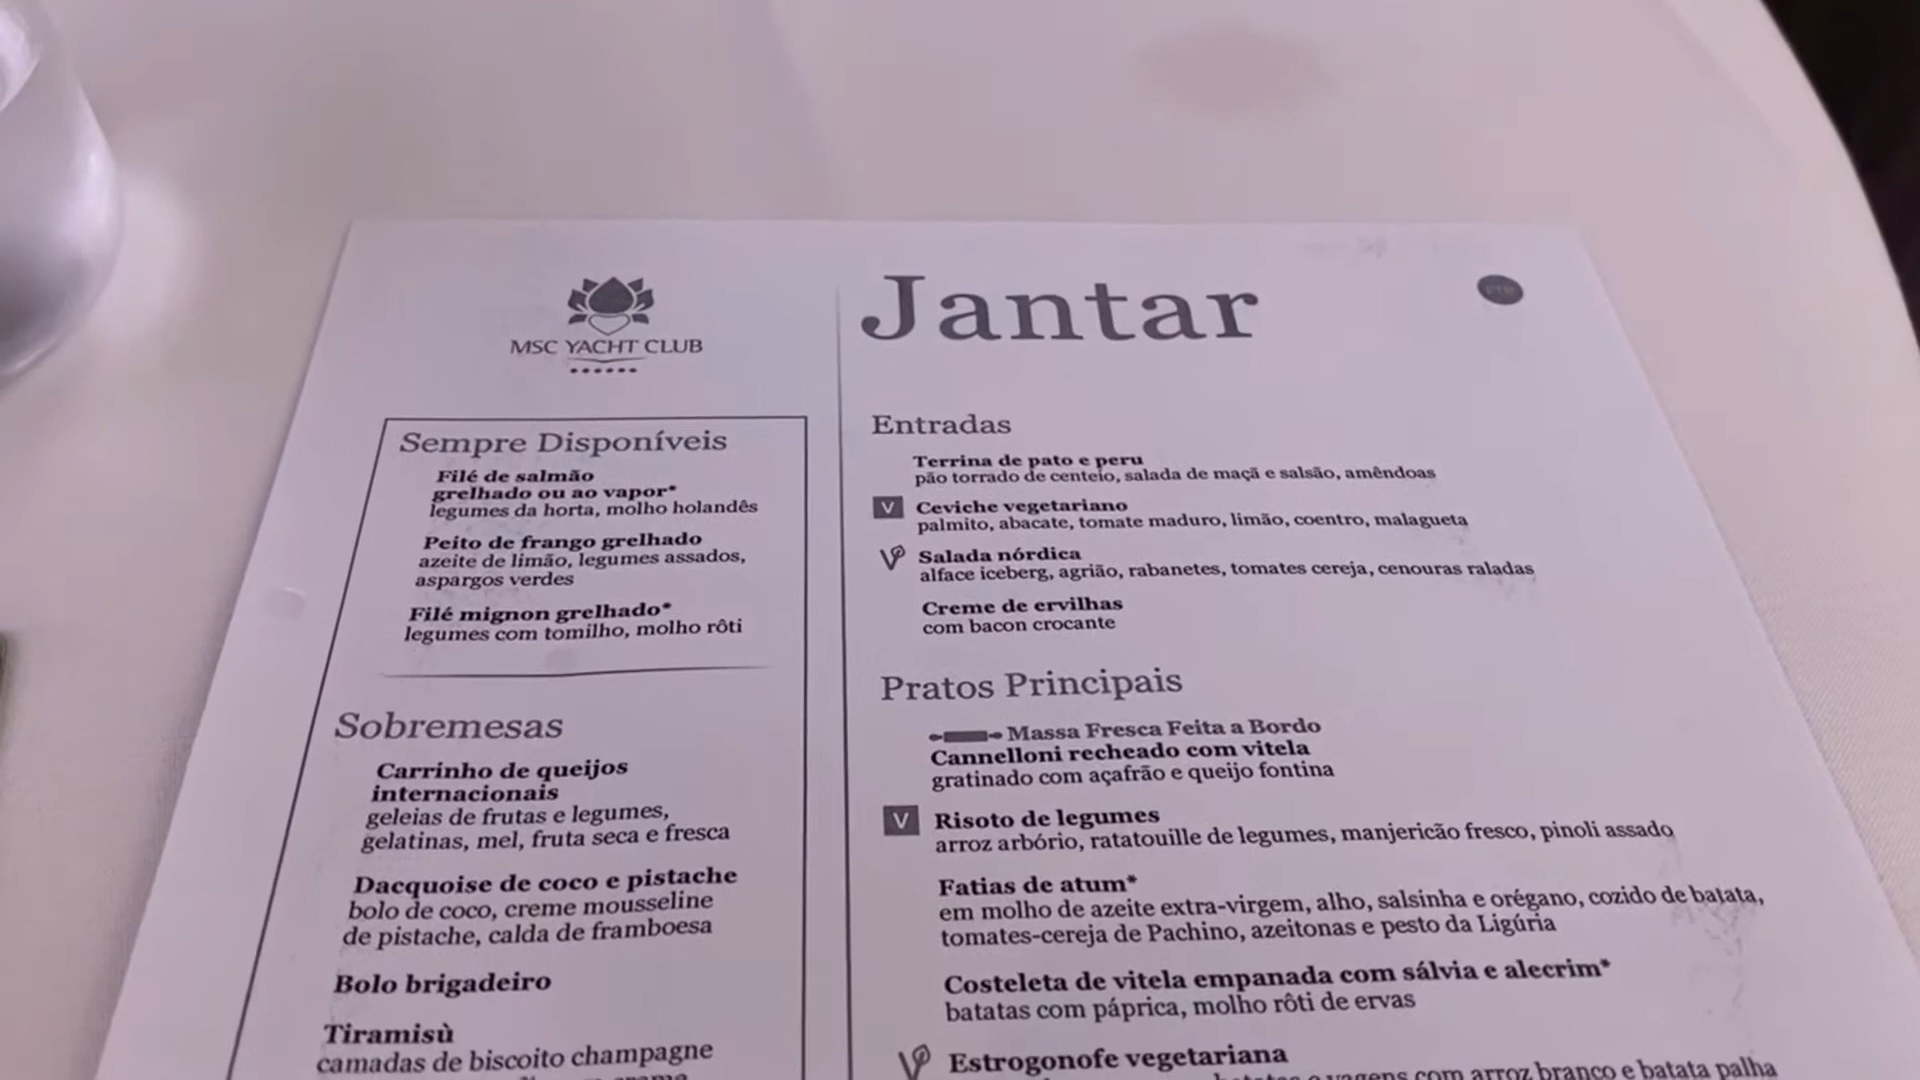 MSC YACHT CLUB
Sempre Disponíveis
Filé de salmão
grelhado ou ao vapor*
legumes da horta, molho holandês
Peito de frango grelhado
azeite de limão, legumes assados,
aspargos verdes
Filé mignon grelhado*
legumes com tomilho, molho rôti
Sobremesas
Carrinho de queijos
internacionais
geleias de frutas e legumes,
gelatinas, mel, fruta seca e fresca
Dacquoise de coco e pistache
bolo de coco, creme mousseline
de pistache, calda de framboesa
Bolo brigadeiro
Tiramisù
camadas de biscoito champagne
Jantar
Entradas
Terrina de pato e peru
pão torrado de centeio, salada de maçã e salsão, amêndoas
V Ceviche vegetariano
palmito, abacate, tomate maduro, limão, coentro, malagueta
Salada nórdica
alface iceberg, agrião, rabanetes, tomates cereja, cenouras raladas
Creme de ervilhas
com bacon crocante
Pratos Principais
Massa Fresca Feita a Bordo
Cannelloni recheado com vitela
gratinado com açafrão e queijo fontina
V Risoto de legumes
arroz arbório, ratatouille de legumes, manjericão fresco, pinoli assado
Fatias de atum*
em molho de azeite extra-virgem, alho, salsinha e orégano, cozido de batata,
tomates-cereja de Pachino, azeitonas e pesto da Ligúria
Costeleta de vitela empanada com sálvia e alecrim*
batatas com páprica, molho rôti de ervas
Estrogonofe vegetariana
com arroz branco e batata palha